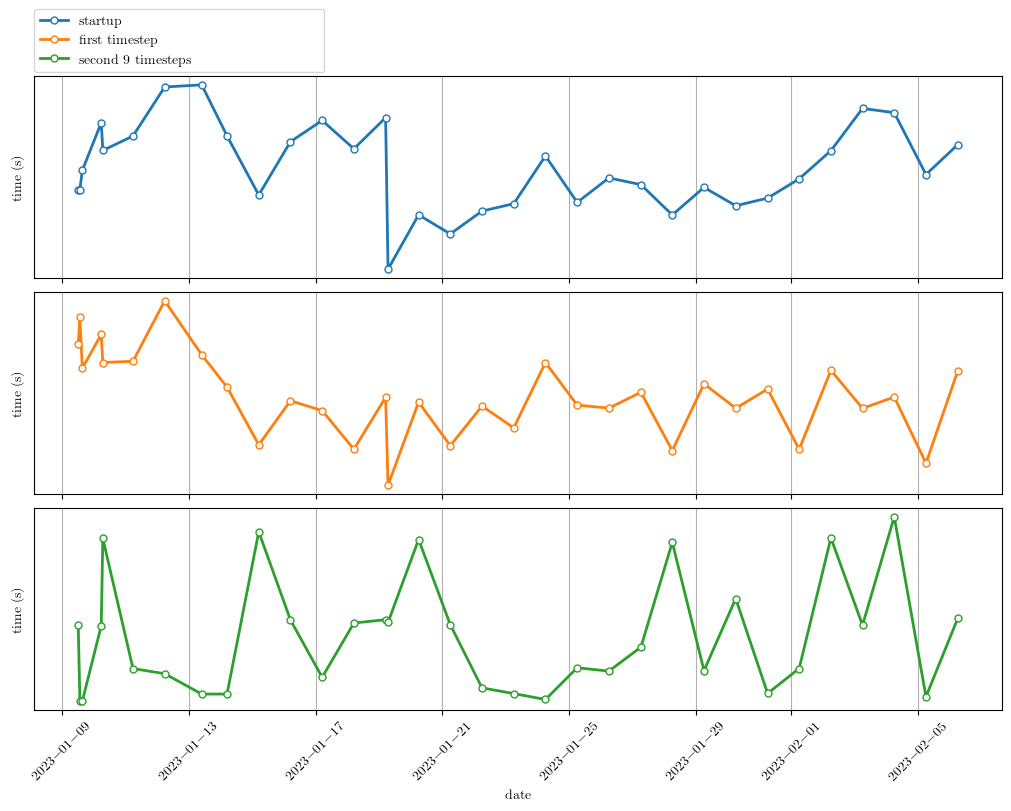 startup
first timestep
second 9 timesteps
time (s)
time (s)
time (s)
2023−01−09
2023−01−13
2023−01−17
2023−01−21
2023−01−25
2023−01−29
2023−02−01
2023−02−05
date